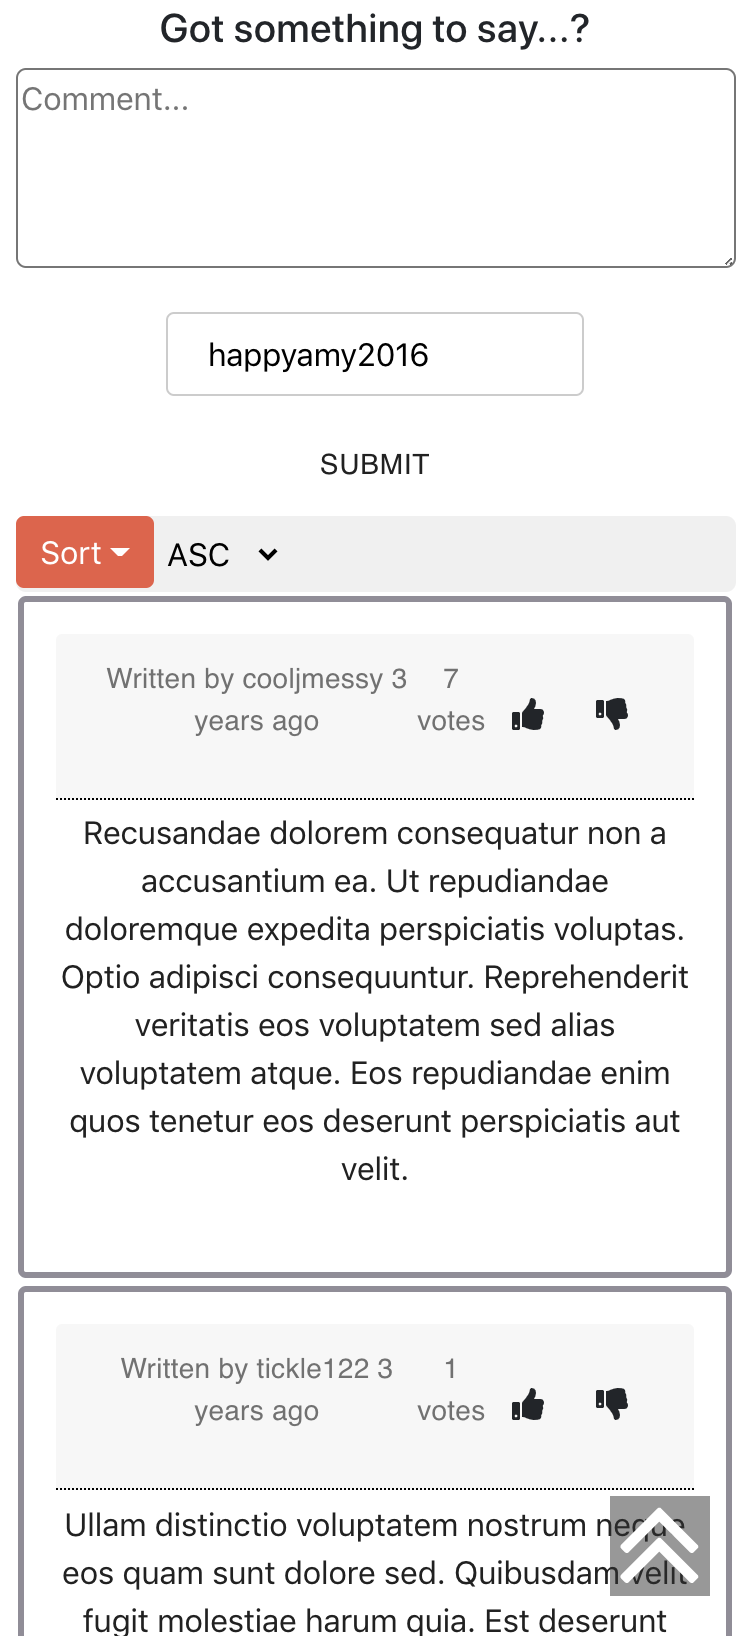 Got something to say...?
Comment...
happyamy2016
SUBMIT
Sort ASC
Written by cooljmessy 3 years ago
7 votes
Recusandae dolorem consequatur non a
accusantium ea. Ut repudiandae
doloremque expedita perspiciatis voluptas.
Optio adipisci consequuntur. Reprehenderit
veritatis eos voluptatem sed alias
voluptatem atque. Eos repudiandae enim
quos tenetur eos deserunt perspiciatis aut
velit.
Written by tickle122 3 years ago
1 votes
Ullam distinctio voluptatem nostrum neque
eos quam sunt dolore sed. Quibusdam velit
fugit molestiae harum quia. Est deserunt